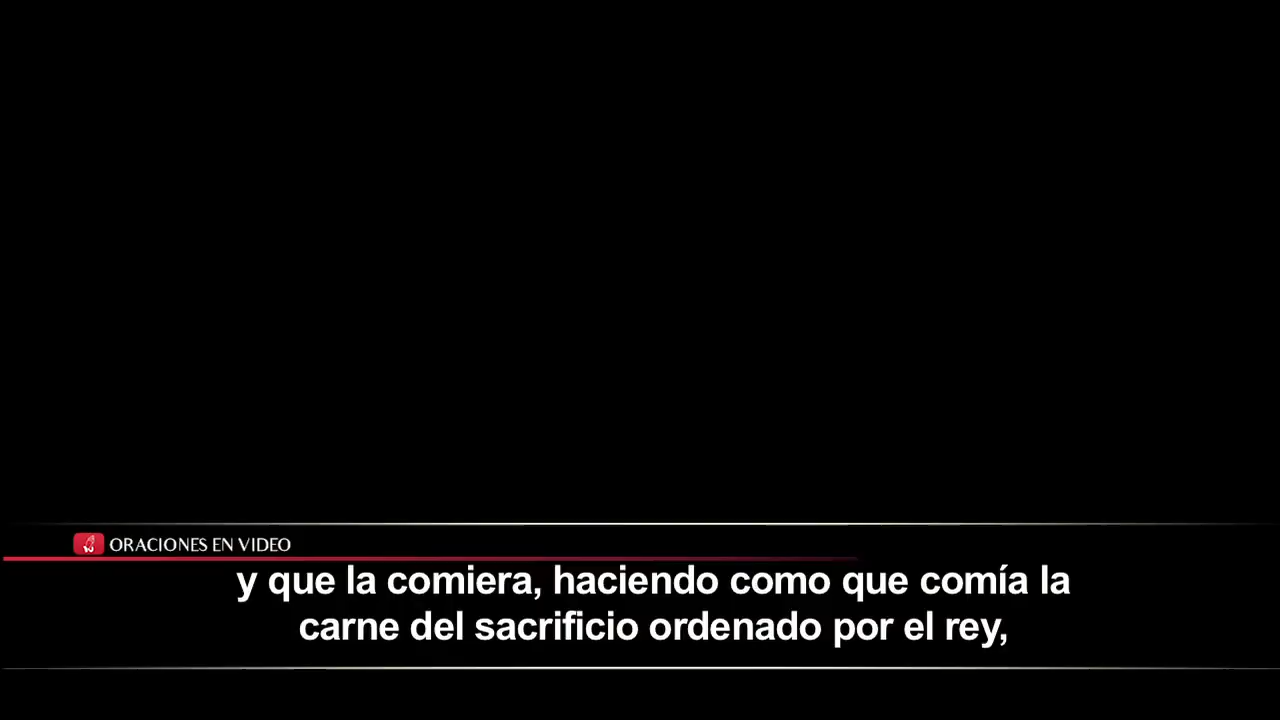 ORACIONES EN VIDEO
y que la comiera, haciendo como que comía la
carne del sacrificio ordenado por el rey,